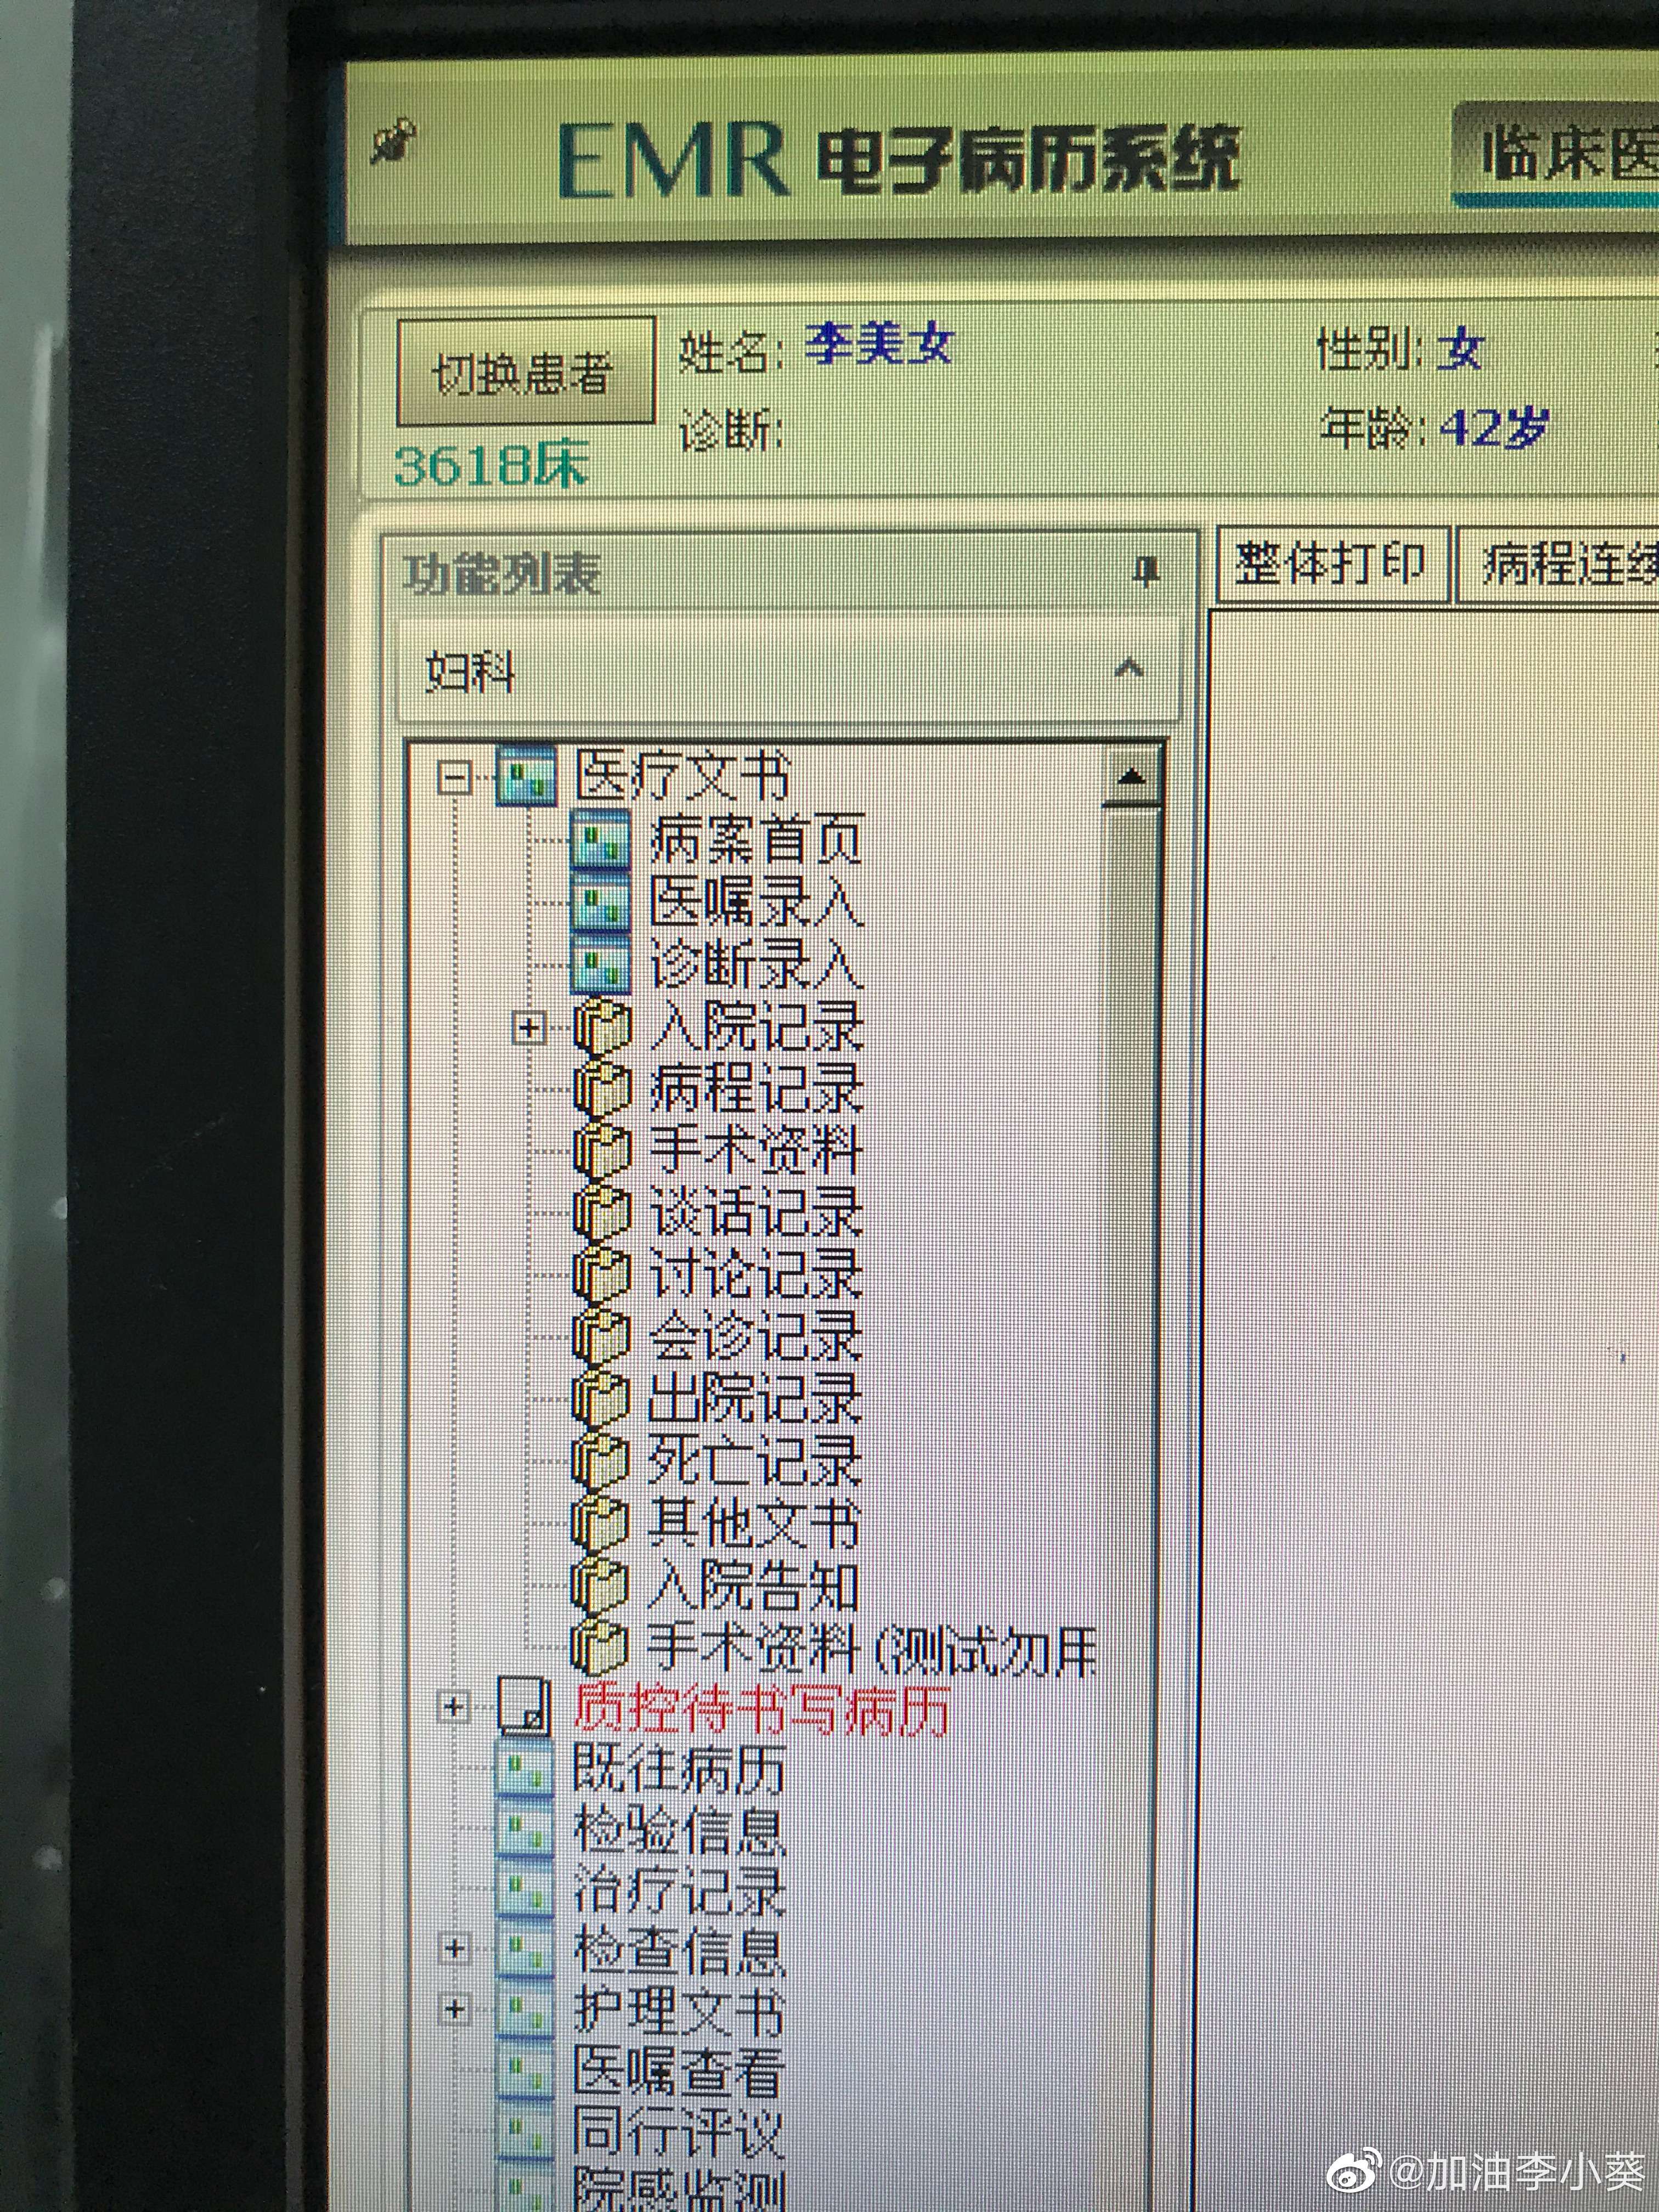 EMR 电子病历系统 临床医
切换患者 姓名: 李美女 性别: 女
3618床 诊断: 年龄: 42岁
功能列表 整体打印 病程连续
妇科
医疗文书
病案首页
医嘱录入
诊断录入
入院记录
病程记录
手术资料
谈话记录
讨论记录
会诊记录
出院记录
死亡记录
其他文书
入院告知
手术资料(测试勿用
质控待书写病历
既往病历
检验信息
治疗记录
检查信息
护理文书
医嘱查看
同行评议
院感监测
@加油李小葵